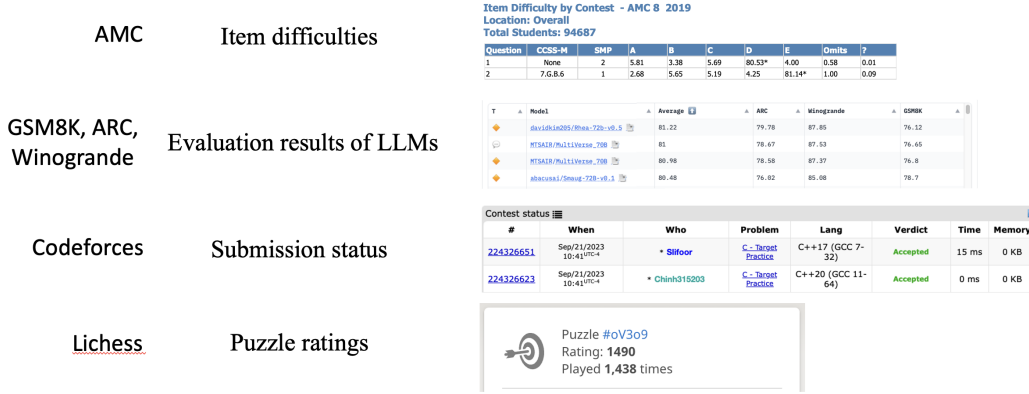 AMC
Item difficulties
Item Difficulty by Contest - AMC 8 2019
Location: Overall
Total Students: 94687
Question CCSS-M SMP A B C D E Omits ?
1 None 2 5.81 3.38 5.69 80.53* 4.00 0.58 0.01
2 7.G.B.6 1 2.68 5.65 5.19 4.25 81.14* 1.00 0.09
GSM8K, ARC,
Winogrande
Evaluation results of LLMs
T Model Average ARC Winogrande GSM8K
davidkim205/Rhea-72b-v0.5 81.22 79.78 87.85 76.12
MTSAIR/MultiVerse_70B 81 78.67 87.53 76.65
MTSAIR/MultiVerse_70B 80.98 78.58 87.37 76.8
abacusai/Smaug-72B-v0.1 80.48 76.02 85.08 78.7
Codeforces
Submission status
Contest status
# When Who Problem Lang Verdict Time Memory
224326651 Sep/21/2023 10:41UTC-4 * Slifoor C - Target Practice C++17 (GCC 7-32) Accepted 15 ms 0 KB
224326623 Sep/21/2023 10:41UTC-4 * Chinh315203 C - Target Practice C++20 (GCC 11-64) Accepted 0 ms 0 KB
Lichess
Puzzle ratings
Puzzle #oV3o9
Rating: 1490
Played 1,438 times